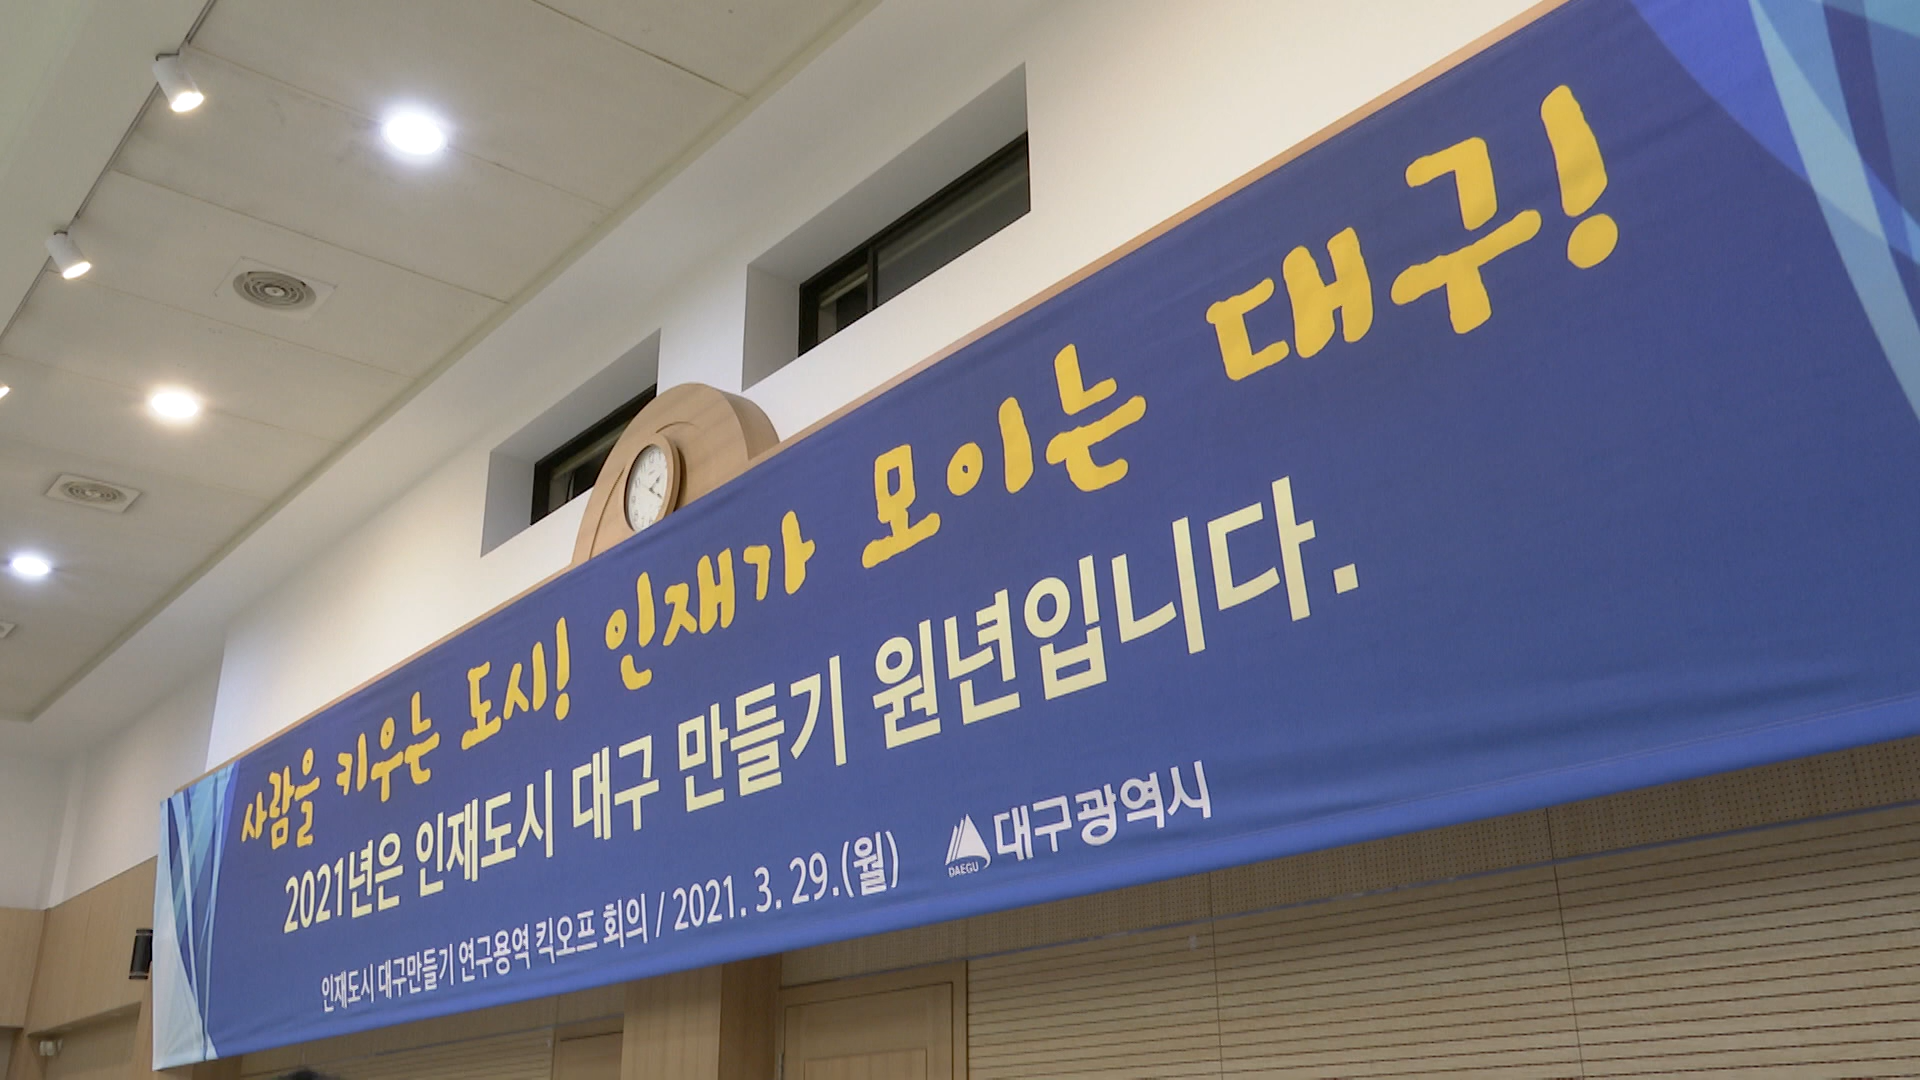 사람을 키우는 도시! 인재가 모이는 대구!
2021년은 인재도시 대구 만들기 원년입니다.
인재도시 대구만들기 연구용역 킥오프 회의 / 2021. 3. 29.(월)
DAEGU 대구광역시